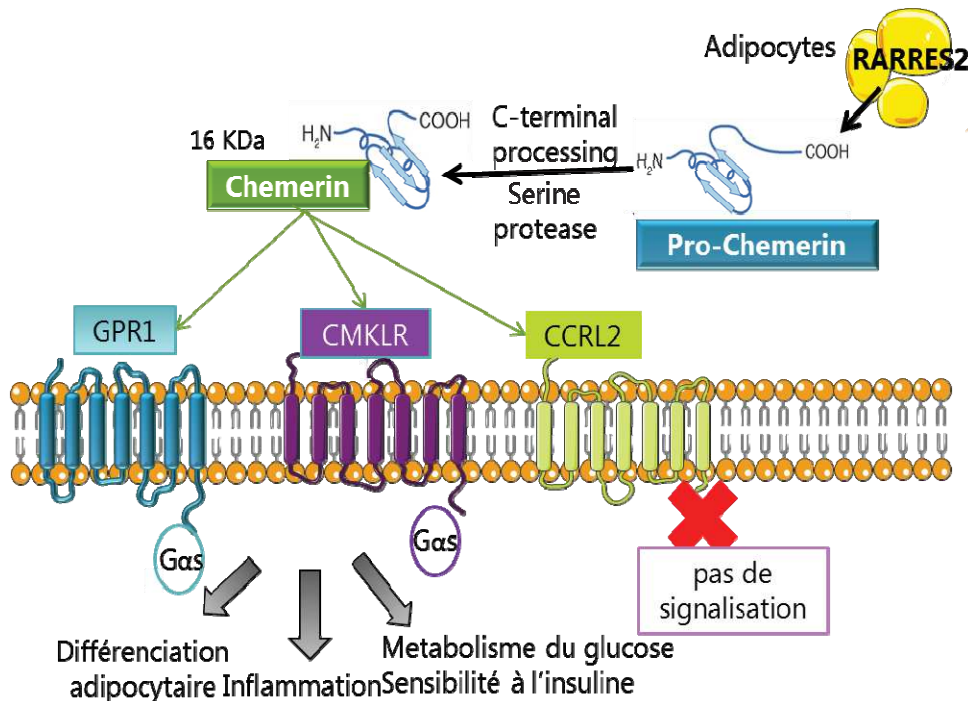 Adipocytes
RARRES2
H₂N
COOH
C-terminal
processing
Serine
protease
H₂N
COOH
16 KDa
Chemerin
Pro-Chemerin
GPR1
CMKLR
CCRL2
Gαs
Gαs
pas de
signalisation
Différenciation
adipocytaire
Inflammation
Metabolisme du glucose
Sensibilité à l'insuline